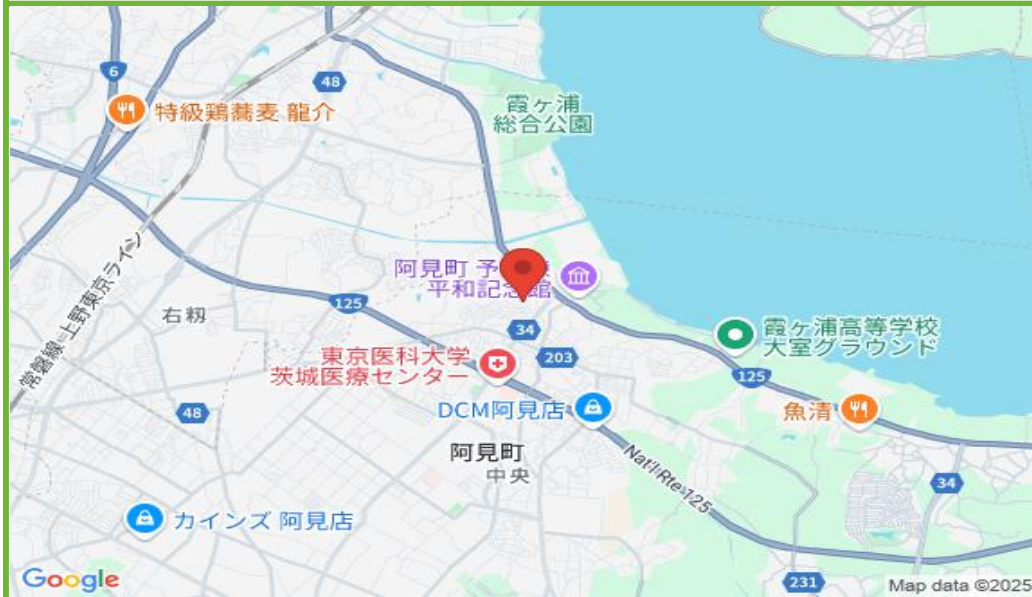 6
48
特級鶏蕎麦 龍介
霞ヶ浦
総合公園
常磐線-上野東京ライン
右籾
125
阿見町 予
平和記念館
34
203
東京医科大学
茨城医療センター
霞ヶ浦高等学校
大室グラウンド
125
48
DCM阿見店
魚清
阿見町
中央
Nat'l Rte 125
34
カインズ 阿見店
231
Google
Map data ©2025